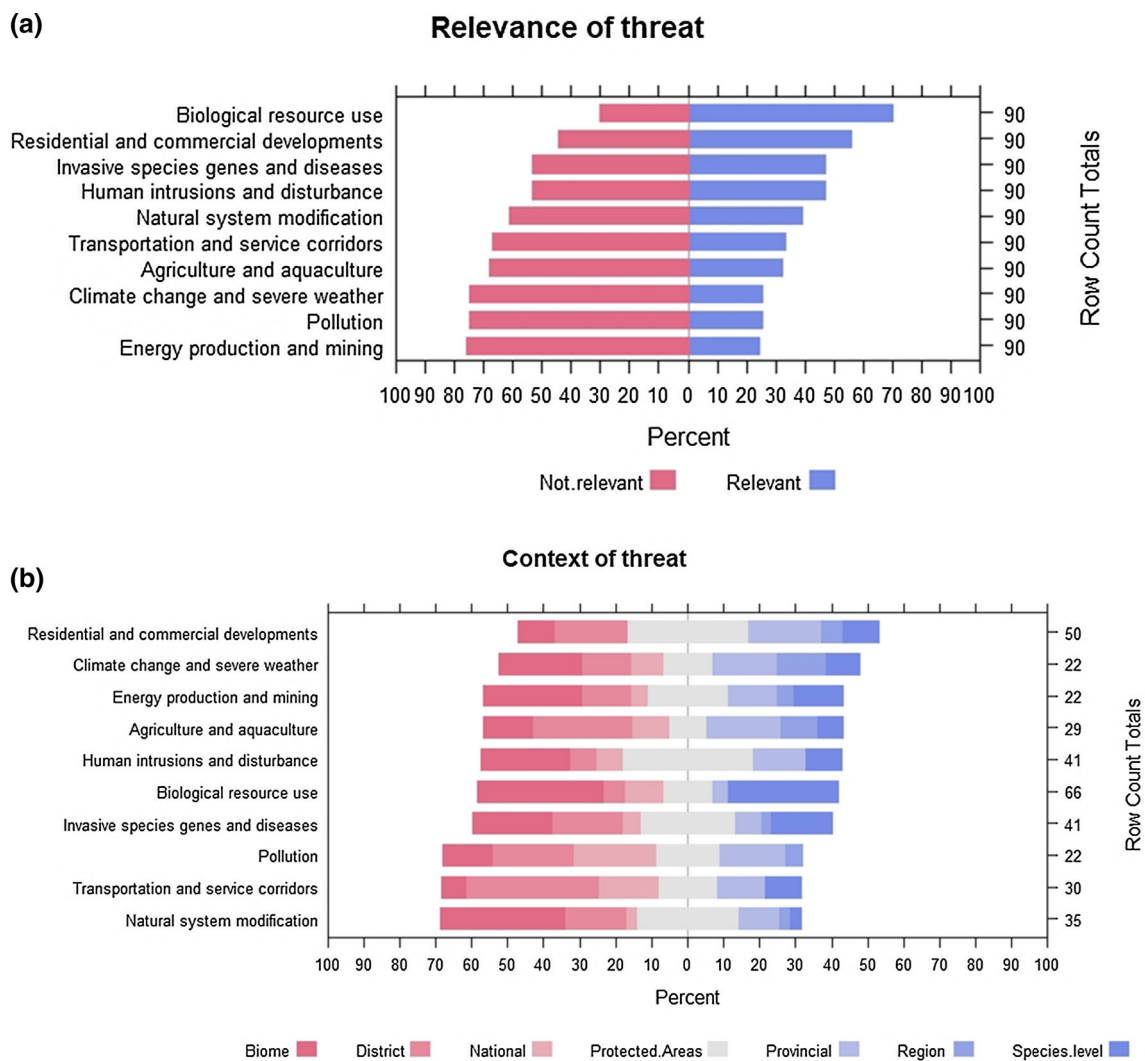 (a)
Relevance of threat
Biological resource use 90
Residential and commercial developments 90
Invasive species genes and diseases 90
Human intrusions and disturbance 90
Natural system modification 90
Transportation and service corridors 90
Agriculture and aquaculture 90
Climate change and severe weather 90
Pollution 90
Energy production and mining 90
Row Count Totals
100 90 80 70 60 50 40 30 20 10 0 10 20 30 40 50 60 70 80 90 100
Percent
Not.relevant Relevant
(b)
Context of threat
Residential and commercial developments 50
Climate change and severe weather 22
Energy production and mining 22
Agriculture and aquaculture 29
Human intrusions and disturbance 41
Biological resource use 66
Invasive species genes and diseases 41
Pollution 22
Transportation and service corridors 30
Natural system modification 35
Row Count Totals
100 90 80 70 60 50 40 30 20 10 0 10 20 30 40 50 60 70 80 90 100
Percent
Biome District National Protected.Areas Provincial Region Species.level